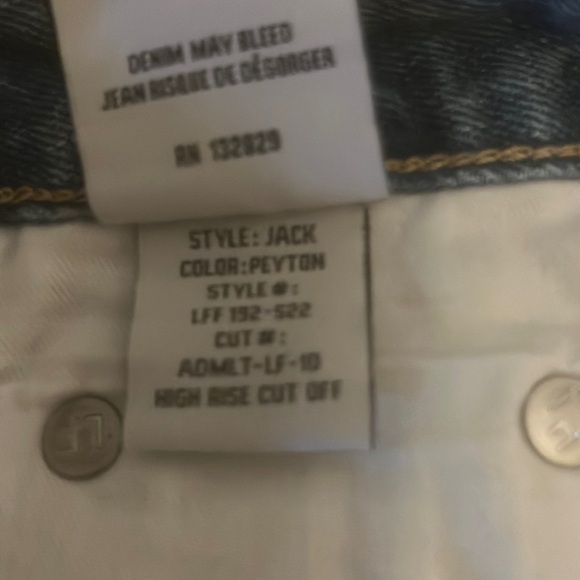 DENIM MAY BLEED
JEAN RISQUE DE DÉGORGER
RN 132829
STYLE: JACK
COLOR:PEYTON
STYLE #:
LFF 192-522
CUT #:
ADMLT-LF-10
HIGH RISE CUT OFF